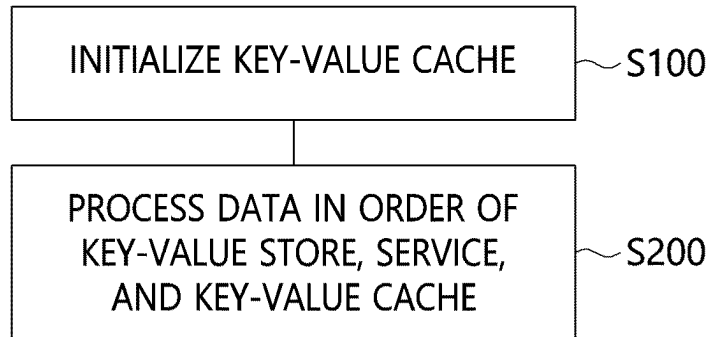 INITIALIZE KEY-VALUE CACHE
S100
PROCESS DATA IN ORDER OF
KEY-VALUE STORE, SERVICE,
AND KEY-VALUE CACHE
S200